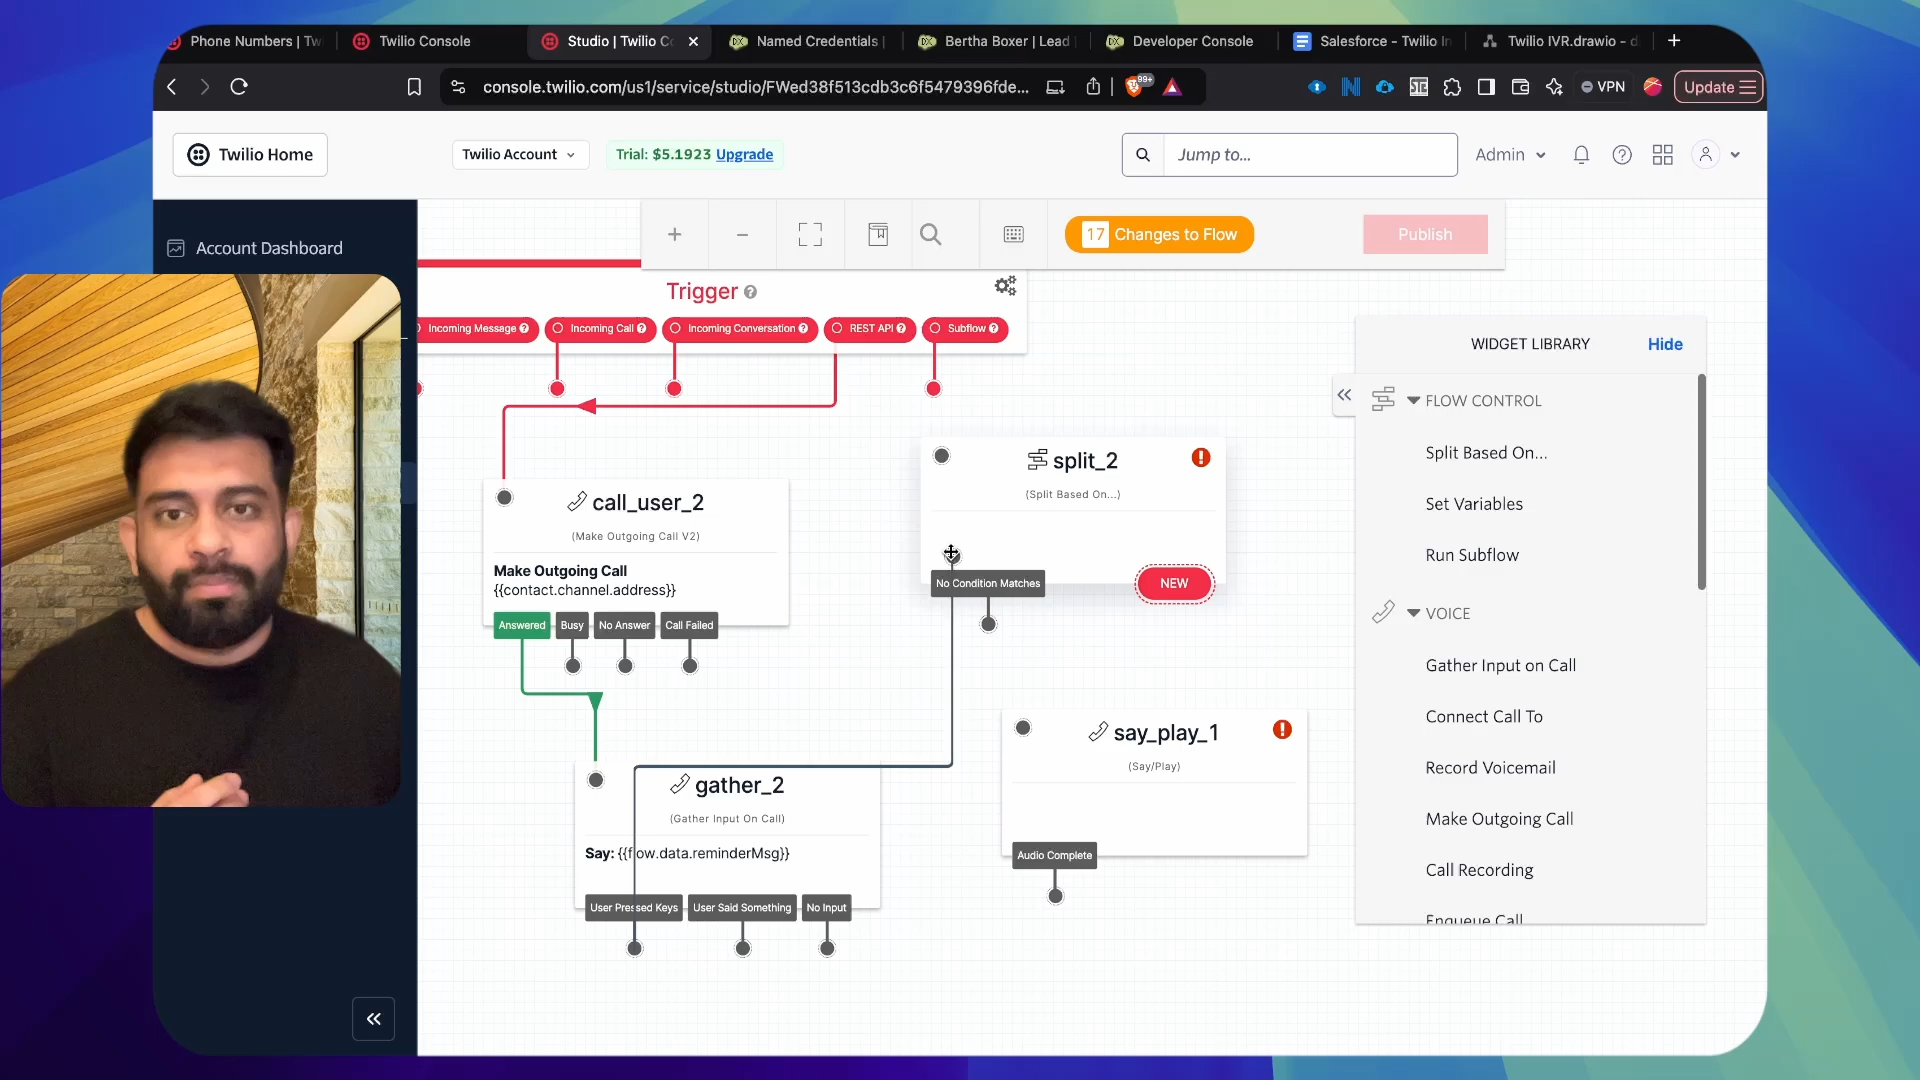 Phone Numbers | Tw
Twilio Console
Studio | Twilio Co
Named Credentials |
Bertha Boxer | Lead
Developer Console
Salesforce - Twilio In
Twilio IVR.drawio - d
console.twilio.com/us1/service/studio/FWed38f513cdb3c6f5479396fde...
99+
VPN
Update
Twilio Home
Twilio Account
Trial: $5.1923 Upgrade
Jump to...
Admin
Account Dashboard
17 Changes to Flow
Publish
Trigger
Incoming Message
Incoming Call
Incoming Conversation
REST API
Subflow
WIDGET LIBRARY
Hide
FLOW CONTROL
Split Based On...
Set Variables
Run Subflow
VOICE
Gather Input on Call
Connect Call To
Record Voicemail
Make Outgoing Call
Call Recording
Enqueue Call
split_2
(Split Based On...)
No Condition Matches
NEW
call_user_2
(Make Outgoing Call V2)
Make Outgoing Call
{{contact.channel.address}}
Answered
Busy
No Answer
Call Failed
say_play_1
(Say/Play)
Audio Complete
gather_2
(Gather Input On Call)
Say: {{flow.data.reminderMsg}}
User Pressed Keys
User Said Something
No Input